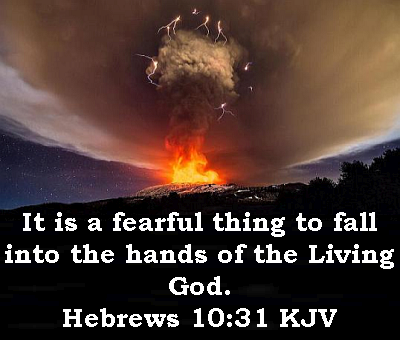 It is a fearful thing to fall
into the hands of the Living
God.
Hebrews 10:31 KJV